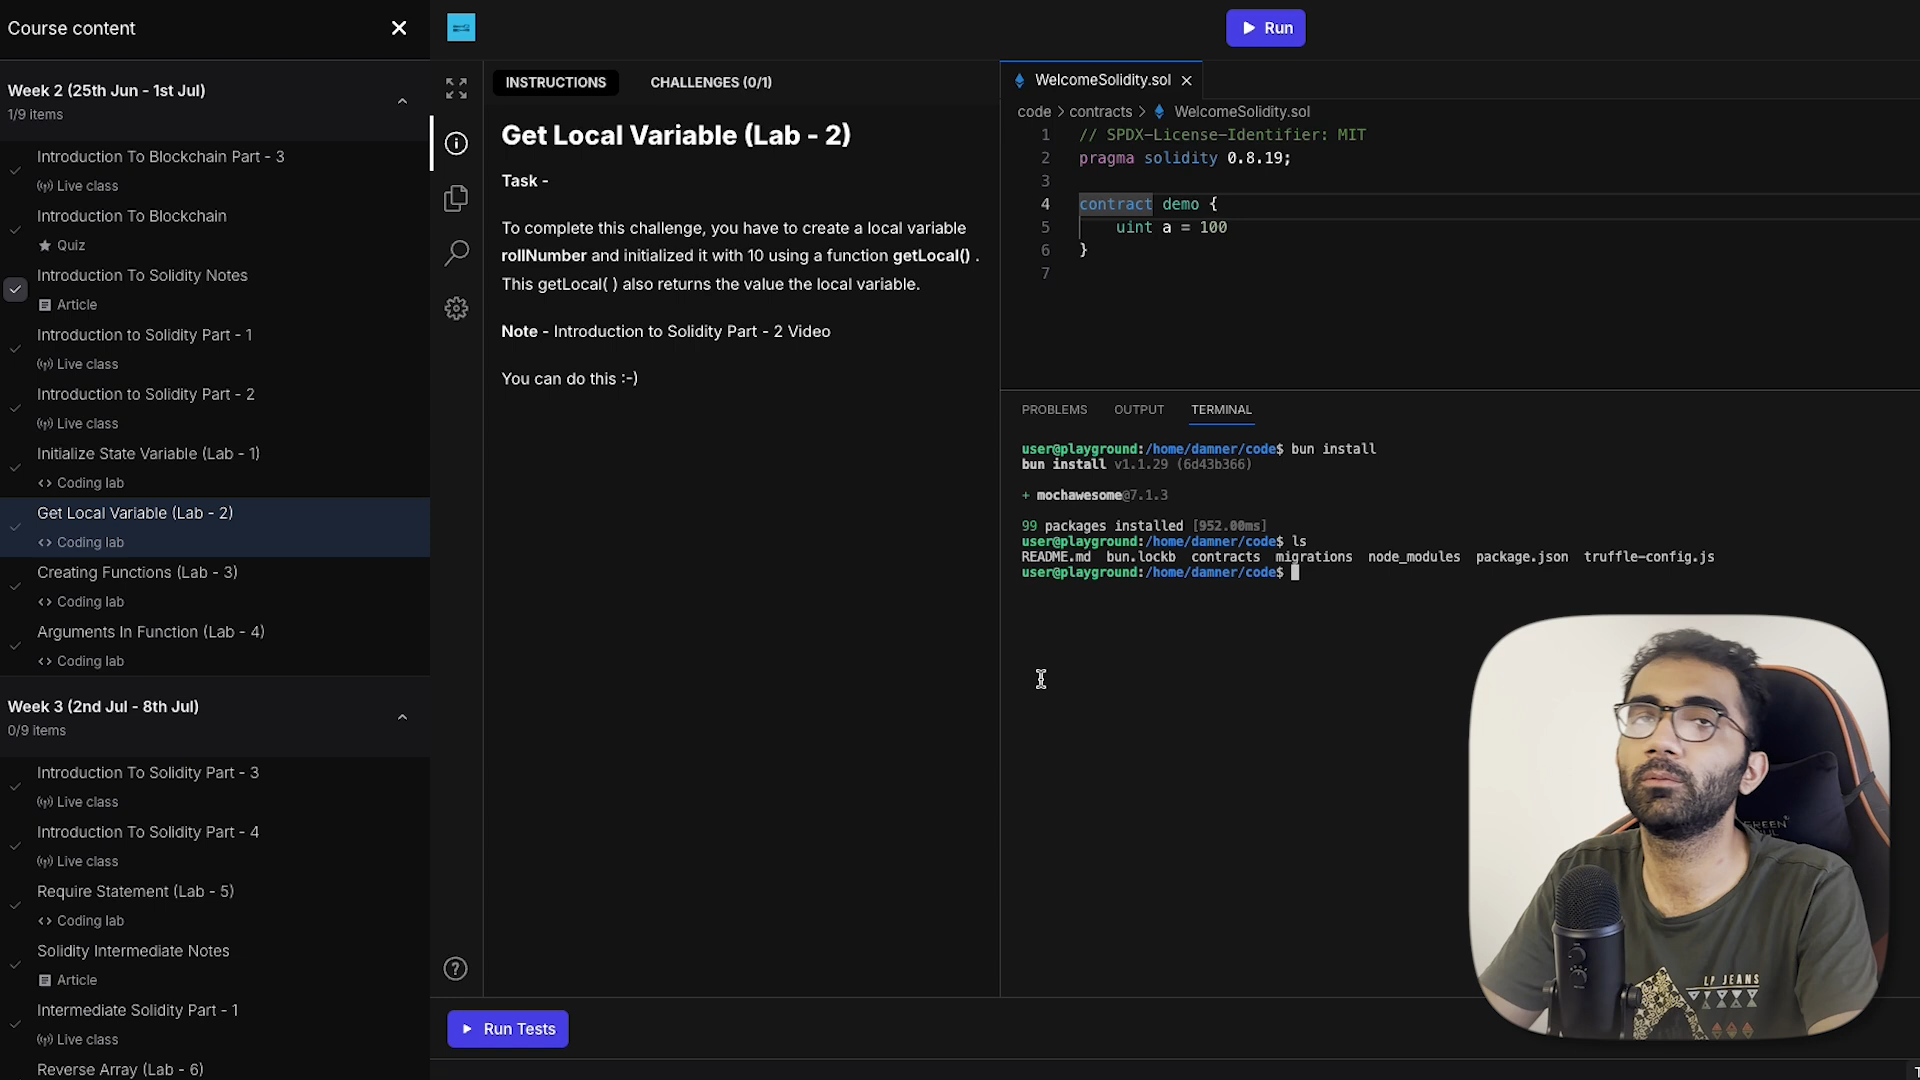 Course content
Week 2 (25th Jun - 1st Jul)
1/9 items
Introduction To Blockchain Part - 3
Live class
Introduction To Blockchain
Quiz
Introduction To Solidity Notes
Article
Introduction to Solidity Part - 1
Live class
Introduction to Solidity Part - 2
Live class
Initialize State Variable (Lab - 1)
Coding lab
Get Local Variable (Lab - 2)
Coding lab
Creating Functions (Lab - 3)
Coding lab
Arguments In Function (Lab - 4)
Coding lab
Week 3 (2nd Jul - 8th Jul)
0/9 items
Introduction To Solidity Part - 3
Live class
Introduction To Solidity Part - 4
Live class
Require Statement (Lab - 5)
Coding lab
Solidity Intermediate Notes
Article
Intermediate Solidity Part - 1
Live class
Reverse Array (Lab - 6)
Run
INSTRUCTIONS
CHALLENGES (0/1)
Get Local Variable (Lab - 2)
Task -
To complete this challenge, you have to create a local variable
rollNumber and initialized it with 10 using a function getLocal() .
This getLocal( ) also returns the value the local variable.
Note - Introduction to Solidity Part - 2 Video
You can do this :-)
Run Tests
WelcomeSolidity.sol
code > contracts > WelcomeSolidity.sol
1 // SPDX-License-Identifier: MIT
2 pragma solidity 0.8.19;
3
4 contract demo {
5 uint a = 100
6 }
7
PROBLEMS OUTPUT TERMINAL
user@playground:/home/damner/code$ bun install
bun install v1.1.29 (6d43b366)
+ mochawesome@7.1.3
99 packages installed [952.00ms]
user@playground:/home/damner/code$ ls
README.md bun.lockb contracts migrations node_modules package.json truffle-config.js
user@playground:/home/damner/code$
LP JEANS